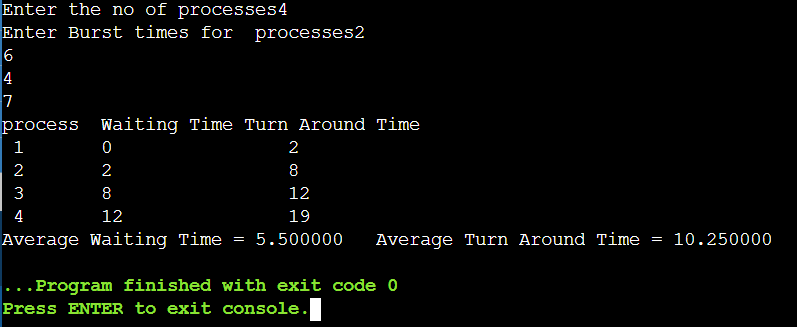 Enter the no of processes4
Enter Burst times for  processes2
6
4
7
process  Waiting Time Turn Around Time
1       0                2
2       2                8
3       8                12
4       12               19
Average Waiting Time = 5.500000   Average Turn Around Time = 10.250000
...Program finished with exit code 0
Press ENTER to exit console.